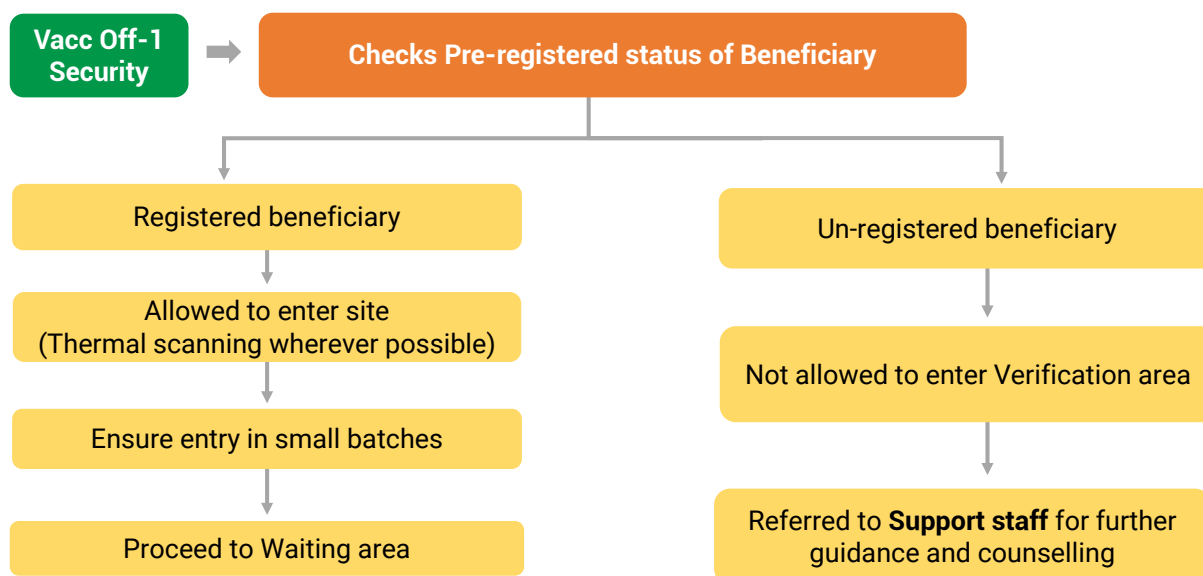 Vacc Off-1
Security
Checks Pre-registered status of Beneficiary
Registered beneficiary
Allowed to enter site
(Thermal scanning wherever possible)
Ensure entry in small batches
Proceed to Waiting area
Un-registered beneficiary
Not allowed to enter Verification area
Referred to Support staff for further
guidance and counselling